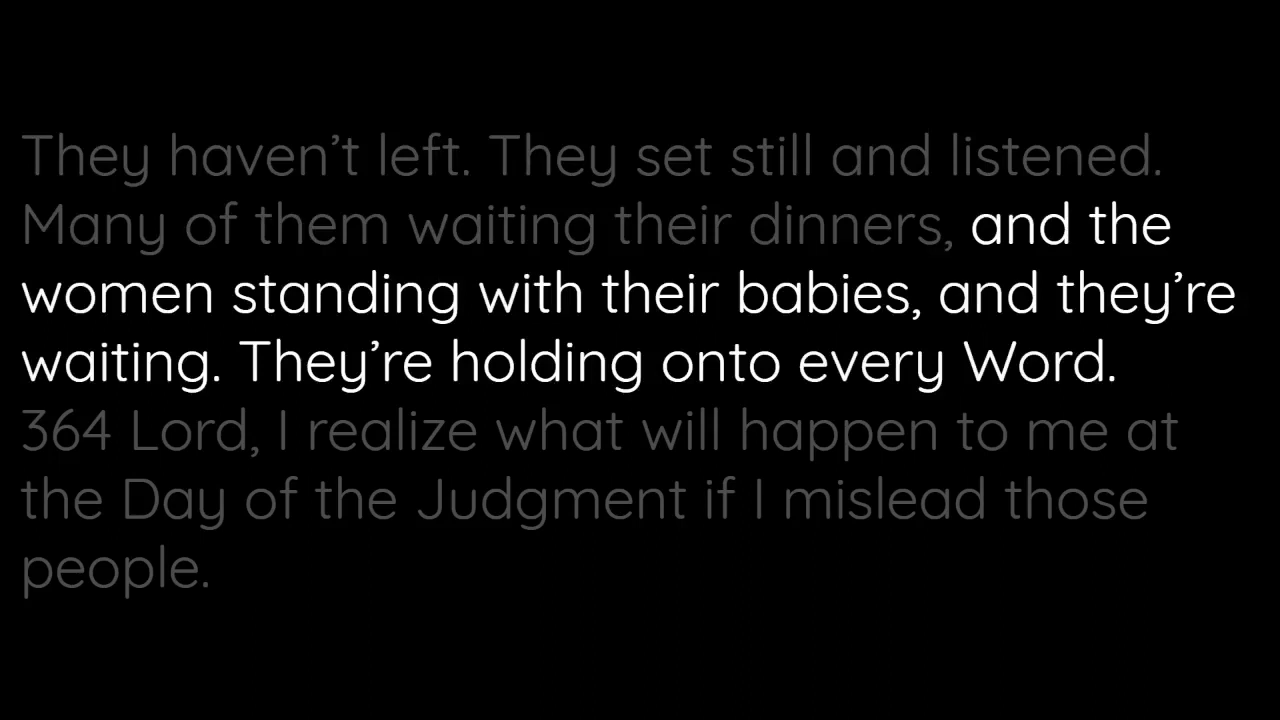 They haven’t left. They set still and listened.
Many of them waiting their dinners, and the
women standing with their babies, and they’re
waiting. They’re holding onto every Word.
364 Lord, I realize what will happen to me at
the Day of the Judgment if I mislead those
people.